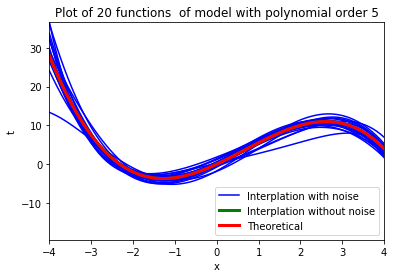 Plot of 20 functions  of model with polynomial order 5
t
30
20
10
0
−10
−4
−3
−2
−1
0
1
2
3
4
x
Interplation with noise
Interplation without noise
Theoretical